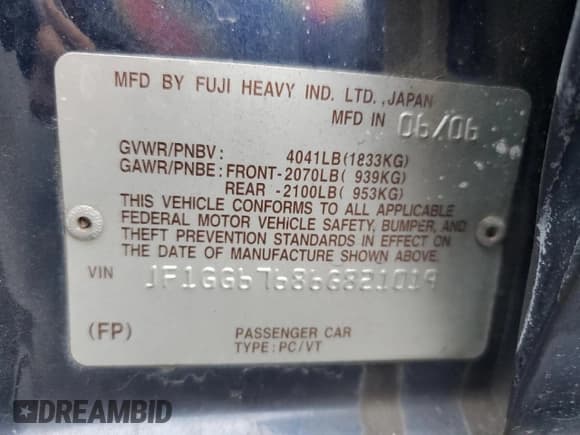 MFD BY FUJI HEAVY IND. LTD., JAPAN
MFD IN 06/06
GVWR/PNBV: 4041LB(1833KG)
GAWR/PNBE: FRONT-2070LB( 939KG)
REAR -2100LB( 953KG)
THIS VEHICLE CONFORMS TO ALL APPLICABLE
FEDERAL MOTOR VEHICLE SAFETY, BUMPER, AND
THEFT PREVENTION STANDARDS IN EFFECT ON
THE DATE OF MANUFACTURE SHOWN ABOVE.
VIN JF1GG67686G821019
(FP) PASSENGER CAR
TYPE: PC/VT
DREAMBID